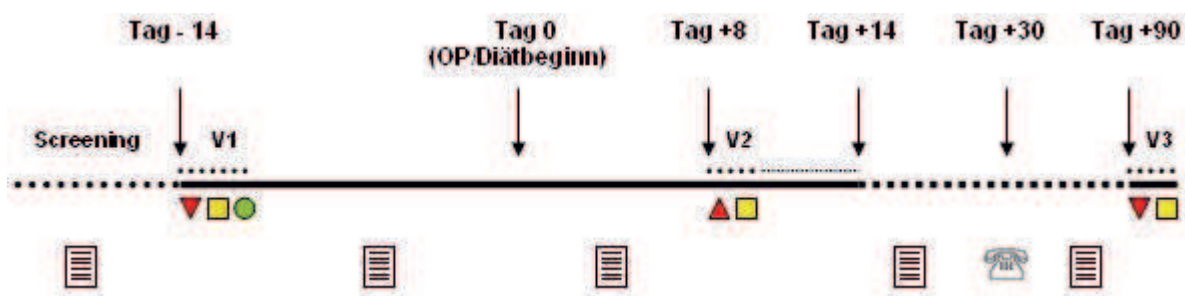 Tag - 14
Tag 0
Tag +8
Tag +14
Tag +30
Tag +90
(OP/Diätbeginn)
Screening
V1
V2
V3